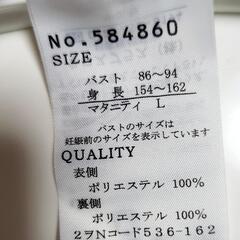 No.584860
SIZE
バスト 86～94
身長 154～162
マタニティ L
バストのサイズは
妊娠前のサイズを表示しています
QUALITY
表側
ポリエステル 100%
裏側
ポリエステル 100%
2ヲNコード536-162